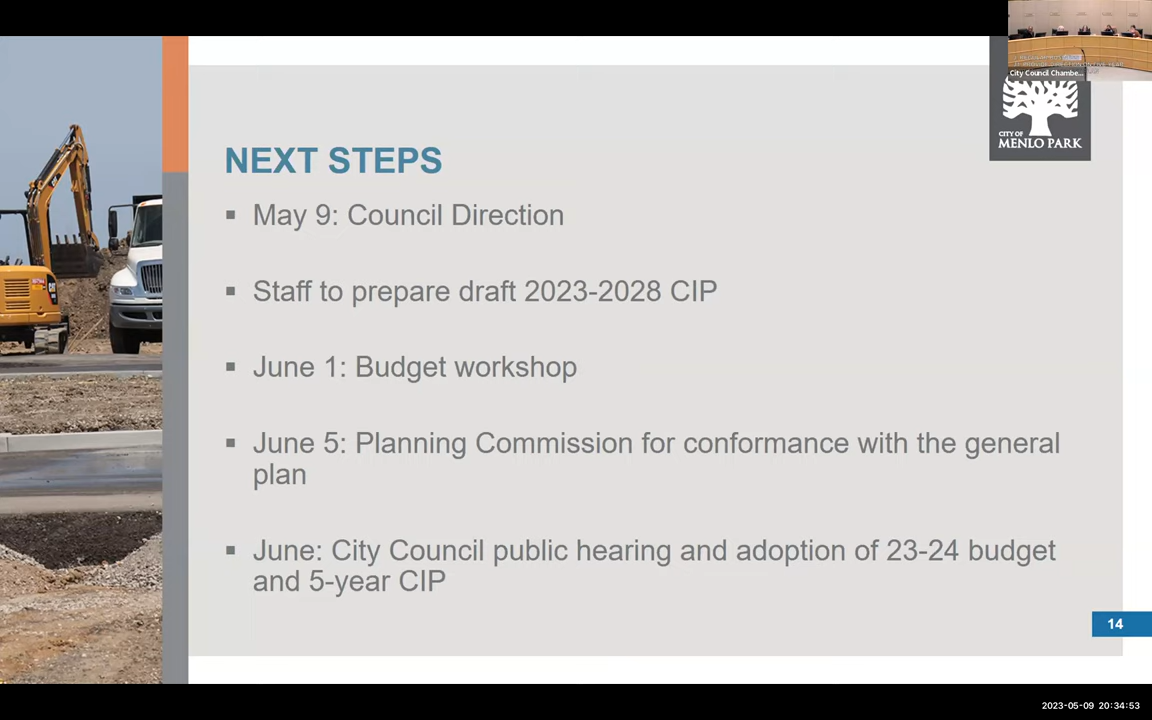 City Council Chambe...
CITY OF
MENLO PARK
NEXT STEPS
▪ May 9: Council Direction
▪ Staff to prepare draft 2023-2028 CIP
▪ June 1: Budget workshop
▪ June 5: Planning Commission for conformance with the general
plan
▪ June: City Council public hearing and adoption of 23-24 budget
and 5-year CIP
14
2023-05-09 20:34:53